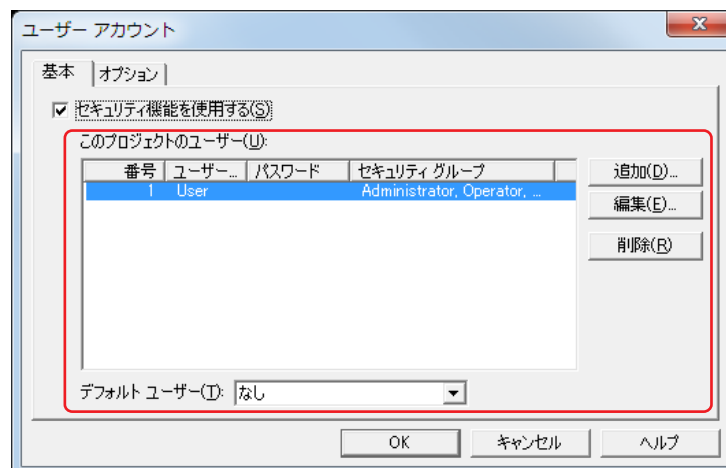 ユーザー アカウント
基本 オプション
セキュリティ機能を使用する(S)
このプロジェクトのユーザー(U):
番号 ユーザー... パスワード セキュリティ グループ
1 User Administrator, Operator, ...
追加(D)...
編集(E)...
削除(R)
デフォルト ユーザー(T): なし
OK キャンセル ヘルプ